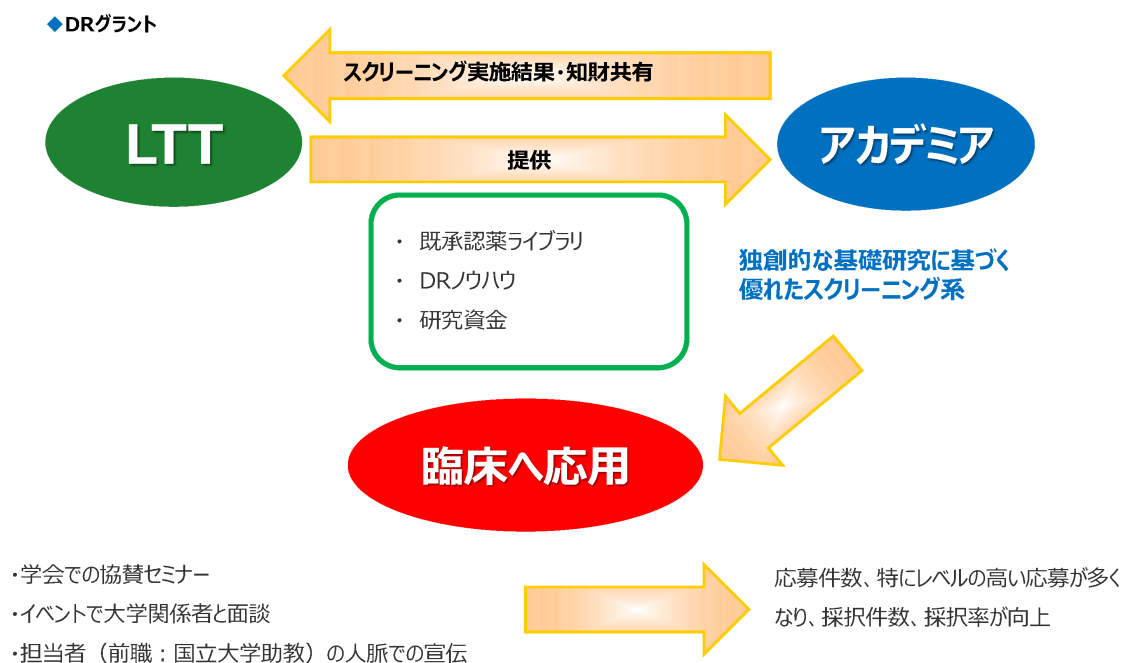 ◆DRグラント
スクリーニング実施結果・知財共有
LTT
アカデミア
提供
・ 既承認薬ライブラリ
・ DRノウハウ
・ 研究資金
独創的な基礎研究に基づく
優れたスクリーニング系
臨床へ応用
・学会での協賛セミナー
・イベントで大学関係者と面談
・担当者（前職：国立大学助教）の人脈での宣伝
応募件数、特にレベルの高い応募が多く
なり、採択件数、採択率が向上